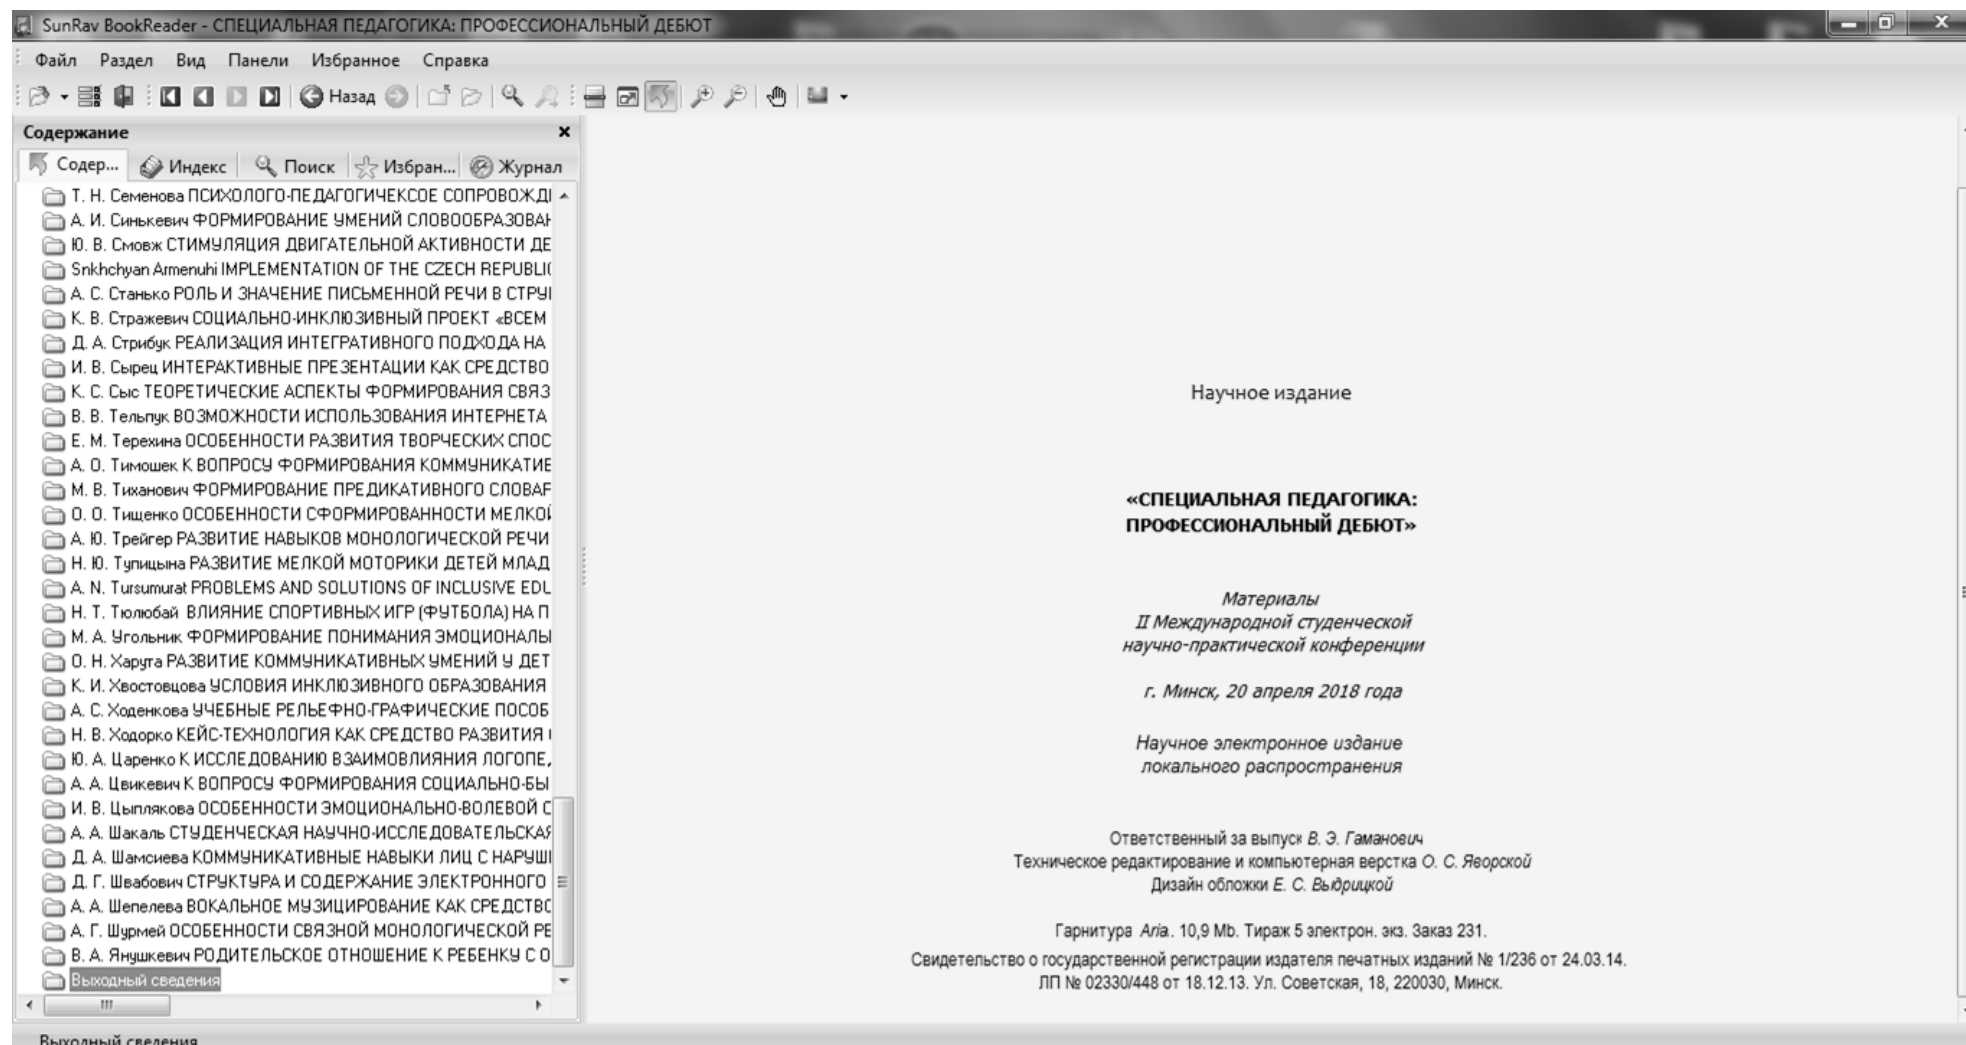 SunRav BookReader - СПЕЦИАЛЬНАЯ ПЕДАГОГИКА: ПРОФЕССИОНАЛЬНЫЙ ДЕБЮТ
Файл Раздел Вид Панели Избранное Справка
Назад
Содержание
Содер... Индекс Поиск Избран... Журнал
Т. Н. Семенова ПСИХОЛОГО-ПЕДАГОГИЧЕКСОЕ СОПРОВОЖД
А. И. Синькевич ФОРМИРОВАНИЕ УМЕНИЙ СЛОВООБРАЗОВА
Ю. В. Смовж СТИМУЛЯЦИЯ ДВИГАТЕЛЬНОЙ АКТИВНОСТИ ДЕ
Snkhchyan Armenuhi IMPLEMENTATION OF THE CZECH REPUBLI
А. С. Станько РОЛЬ И ЗНАЧЕНИЕ ПИСЬМЕННОЙ РЕЧИ В СТРУ
К. В. Стражевич СОЦИАЛЬНО-ИНКЛЮЗИВНЫЙ ПРОЕКТ «ВСЕМ
Д. А. Стрибук РЕАЛИЗАЦИЯ ИНТЕГРАТИВНОГО ПОДХОДА НА
И. В. Сырец ИНТЕРАКТИВНЫЕ ПРЕЗЕНТАЦИИ КАК СРЕДСТВО
К. С. Сыс ТЕОРЕТИЧЕСКИЕ АСПЕКТЫ ФОРМИРОВАНИЯ СВЯЗ
В. В. Тельпук ВОЗМОЖНОСТИ ИСПОЛЬЗОВАНИЯ ИНТЕРНЕТА
Е. М. Терехина ОСОБЕННОСТИ РАЗВИТИЯ ТВОРЧЕСКИХ СПОС
А. О. Тимошек К ВОПРОСУ ФОРМИРОВАНИЯ КОММУНИКАТИ
М. В. Тиханович ФОРМИРОВАНИЕ ПРЕДИКАТИВНОГО СЛОВА
О. О. Тищенко ОСОБЕННОСТИ СФОРМИРОВАННОСТИ МЕЛКОЙ
А. Ю. Трейгер РАЗВИТИЕ НАВЫКОВ МОНОЛОГИЧЕСКОЙ РЕЧИ
Н. Ю. Тупицына РАЗВИТИЕ МЕЛКОЙ МОТОРИКИ ДЕТЕЙ МЛАД
A. N. Tursumurat PROBLEMS AND SOLUTIONS OF INCLUSIVE EDU
Н. Т. Тюлюбай ВЛИЯНИЕ СПОРТИВНЫХ ИГР (ФУТБОЛА) НА П
М. А. Угольник ФОРМИРОВАНИЕ ПОНИМАНИЯ ЭМОЦИОНАЛЬ
О. Н. Харута РАЗВИТИЕ КОММУНИКАТИВНЫХ УМЕНИЙ У ДЕТ
К. И. Хвостовцова УСЛОВИЯ ИНКЛЮЗИВНОГО ОБРАЗОВАНИЯ
А. С. Ходенкова УЧЕБНЫЕ РЕЛЬЕФНО-ГРАФИЧЕСКИЕ ПОСОБ
Н. В. Ходорко КЕЙС-ТЕХНОЛОГИЯ КАК СРЕДСТВО РАЗВИТИЯ
Ю. А. Царенко К ИССЛЕДОВАНИЮ ВЗАИМОВЛИЯНИЯ ЛОГОПЕ
А. А. Цвикевич К ВОПРОСУ ФОРМИРОВАНИЯ СОЦИАЛЬНО-БЫ
И. В. Цыплякова ОСОБЕННОСТИ ЭМОЦИОНАЛЬНО-ВОЛЕВОЙ С
А. А. Шакаль СТУДЕНЧЕСКАЯ НАУЧНО-ИССЛЕДОВАТЕЛЬСКАЯ
Д. А. Шамсиева КОММУНИКАТИВНЫЕ НАВЫКИ ЛИЦ С НАРУШ
Д. Г. Швабович СТРУКТУРА И СОДЕРЖАНИЕ ЭЛЕКТРОННОГО
А. А. Шепелева ВОКАЛЬНОЕ МУЗИЦИРОВАНИЕ КАК СРЕДСТВО
А. Г. Шурмей ОСОБЕННОСТИ СВЯЗНОЙ МОНОЛОГИЧЕСКОЙ РЕ
В. А. Янушкевич РОДИТЕЛЬСКОЕ ОТНОШЕНИЕ К РЕБЕНКУ С О
Выходный сведения
Научное издание
«СПЕЦИАЛЬНАЯ ПЕДАГОГИКА:
ПРОФЕССИОНАЛЬНЫЙ ДЕБЮТ»
Материалы
II Международной студенческой
научно-практической конференции
г. Минск, 20 апреля 2018 года
Научное электронное издание
локального распространения
Ответственный за выпуск В. Э. Гаманович
Техническое редактирование и компьютерная верстка О. С. Яворской
Дизайн обложки Е. С. Выдрицкой
Гарнитура Aria.. 10,9 Mb. Тираж 5 электрон. экз. Заказ 231.
Свидетельство о государственной регистрации издателя печатных изданий № 1/236 от 24.03.14.
ЛП № 02330/448 от 18.12.13. Ул. Советская, 18, 220030, Минск.
Выходный сведения